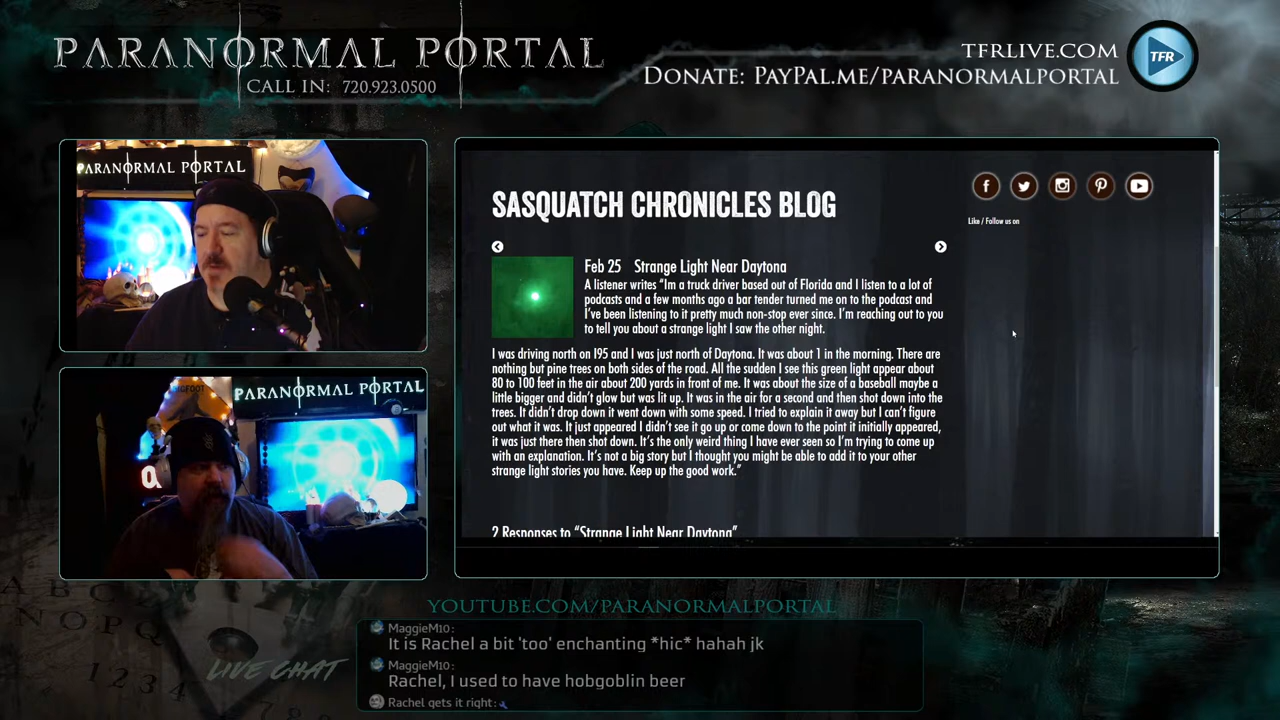 PARANORMAL PORTAL
CALL IN: 720.923.0500
TFRLIVE.COM
DONATE: PAYPAL.ME/PARANORMALPORTAL
TFR
PARANORMAL PORTAL
BIGFOOT
PARANORMAL PORTAL
SASQUATCH CHRONICLES BLOG
Like / Follow us on
Feb 25 Strange Light Near Daytona
A listener writes "Im a truck driver based out of Florida and I listen to a lot of
podcasts and a few months ago a bar tender turned me on to the podcast and
I've been listening to it pretty much non-stop ever since. I'm reaching out to you
to tell you about a strange light I saw the other night.
I was driving north on I95 and I was just north of Daytona. It was about 1 in the morning. There are
nothing but pine trees on both sides of the road. All the sudden I see this green light appear about
80 to 100 feet in the air about 200 yards in front of me. It was about the size of a baseball maybe a
little bigger and didn't glow but was lit up. It was in the air for a second and then shot down into the
trees. It didn't drop down it went down with some speed. I tried to explain it away but I can't figure
out what it was. It just appeared I didn't see it go up or come down to the point it initially appeared,
it was just there then shot down. It's the only weird thing I have ever seen so I'm trying to come up
with an explanation. It's not a big story but I thought you might be able to add it to your other
strange light stories you have. Keep up the good work."
2 Responses to "Strange Light Near Daytona"
YOUTUBE.COM/PARANORMALPORTAL
LIVE CHAT
MaggieM10:
It is Rachel a bit 'too' enchanting *hic* hahah jk
MaggieM10:
Rachel, I used to have hobgoblin beer
Rachel gets it right: